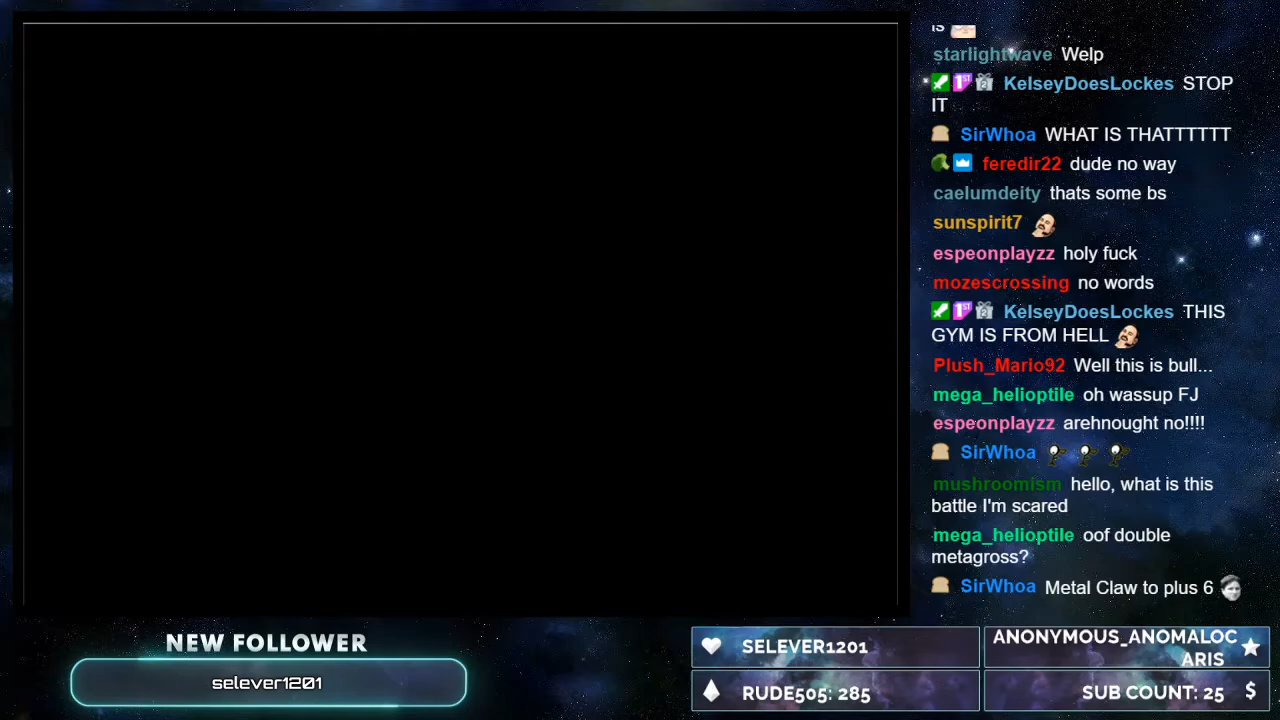 is
starlightwave Welp
KelseyDoesLockes STOP
IT
SirWhoa WHAT IS THATTTTTT
feredir22 dude no way
caelumdeity thats some bs
sunspirit7
espeonplayzz holy fuck
mozescrossing no words
KelseyDoesLockes THIS
GYM IS FROM HELL
Plush_Mario92 Well this is bull...
mega_helioptile oh wassup FJ
espeonplayzz arehnought no!!!!
SirWhoa
mushroomism hello, what is this
battle I'm scared
mega_helioptile oof double
metagross?
SirWhoa Metal Claw to plus 6
NEW FOLLOWER
selever1201
SELEVER1201
ANONYMOUS_ANOMALOC
ARIS
RUDE505: 285
SUB COUNT: 25 $